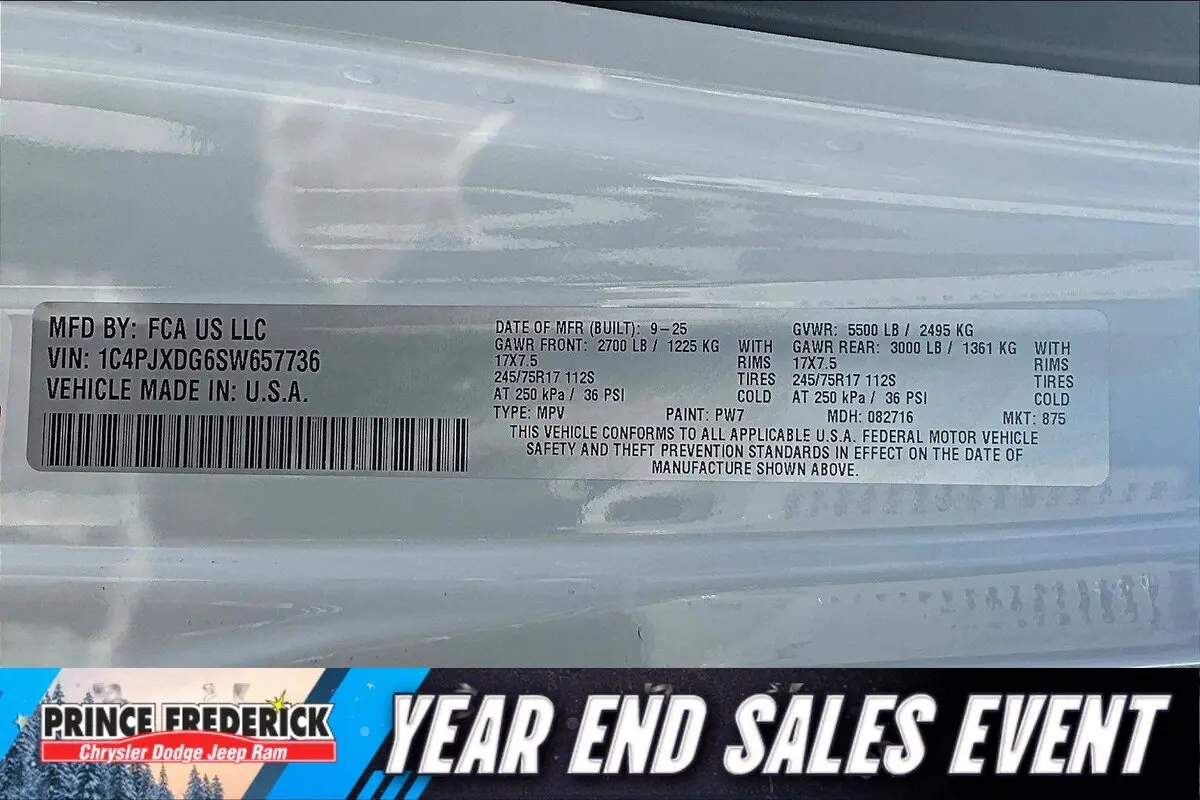 MFD BY: FCA US LLC
VIN: 1C4PJXDG6SW657736
VEHICLE MADE IN: U.S.A.
DATE OF MFR (BUILT): 9-25 GVWR: 5500 LB / 2495 KG
GAWR FRONT: 2700 LB / 1225 KG WITH GAWR REAR: 3000 LB / 1361 KG WITH
17X7.5 RIMS 17X7.5 RIMS
245/75R17 112S TIRES 245/75R17 112S TIRES
AT 250 kPa / 36 PSI COLD AT 250 kPa / 36 PSI COLD
TYPE: MPV PAINT: PW7 MDH: 082716 MKT: 875
THIS VEHICLE CONFORMS TO ALL APPLICABLE U.S.A. FEDERAL MOTOR VEHICLE
SAFETY AND THEFT PREVENTION STANDARDS IN EFFECT ON THE DATE OF
MANUFACTURE SHOWN ABOVE.
PRINCE FREDERICK
Chrysler Dodge Jeep Ram
YEAR END SALES EVENT